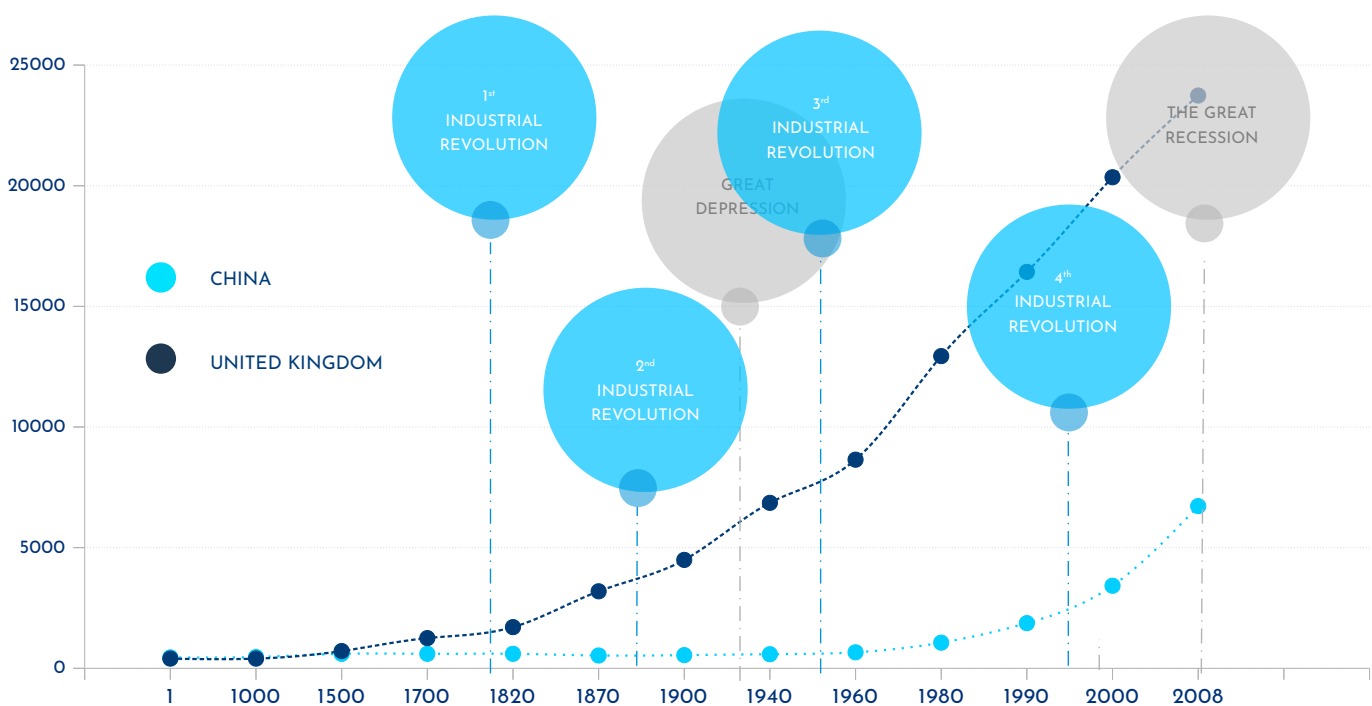 25000
20000
15000
10000
5000
0
1st
INDUSTRIAL
REVOLUTION
3rd
INDUSTRIAL
REVOLUTION
THE GREAT
RECESSION
GREAT
DEPRESSION
CHINA
UNITED KINGDOM
4th
INDUSTRIAL
REVOLUTION
2nd
INDUSTRIAL
REVOLUTION
1 1000 1500 1700 1820 1870 1900 1940 1960 1980 1990 2000 2008